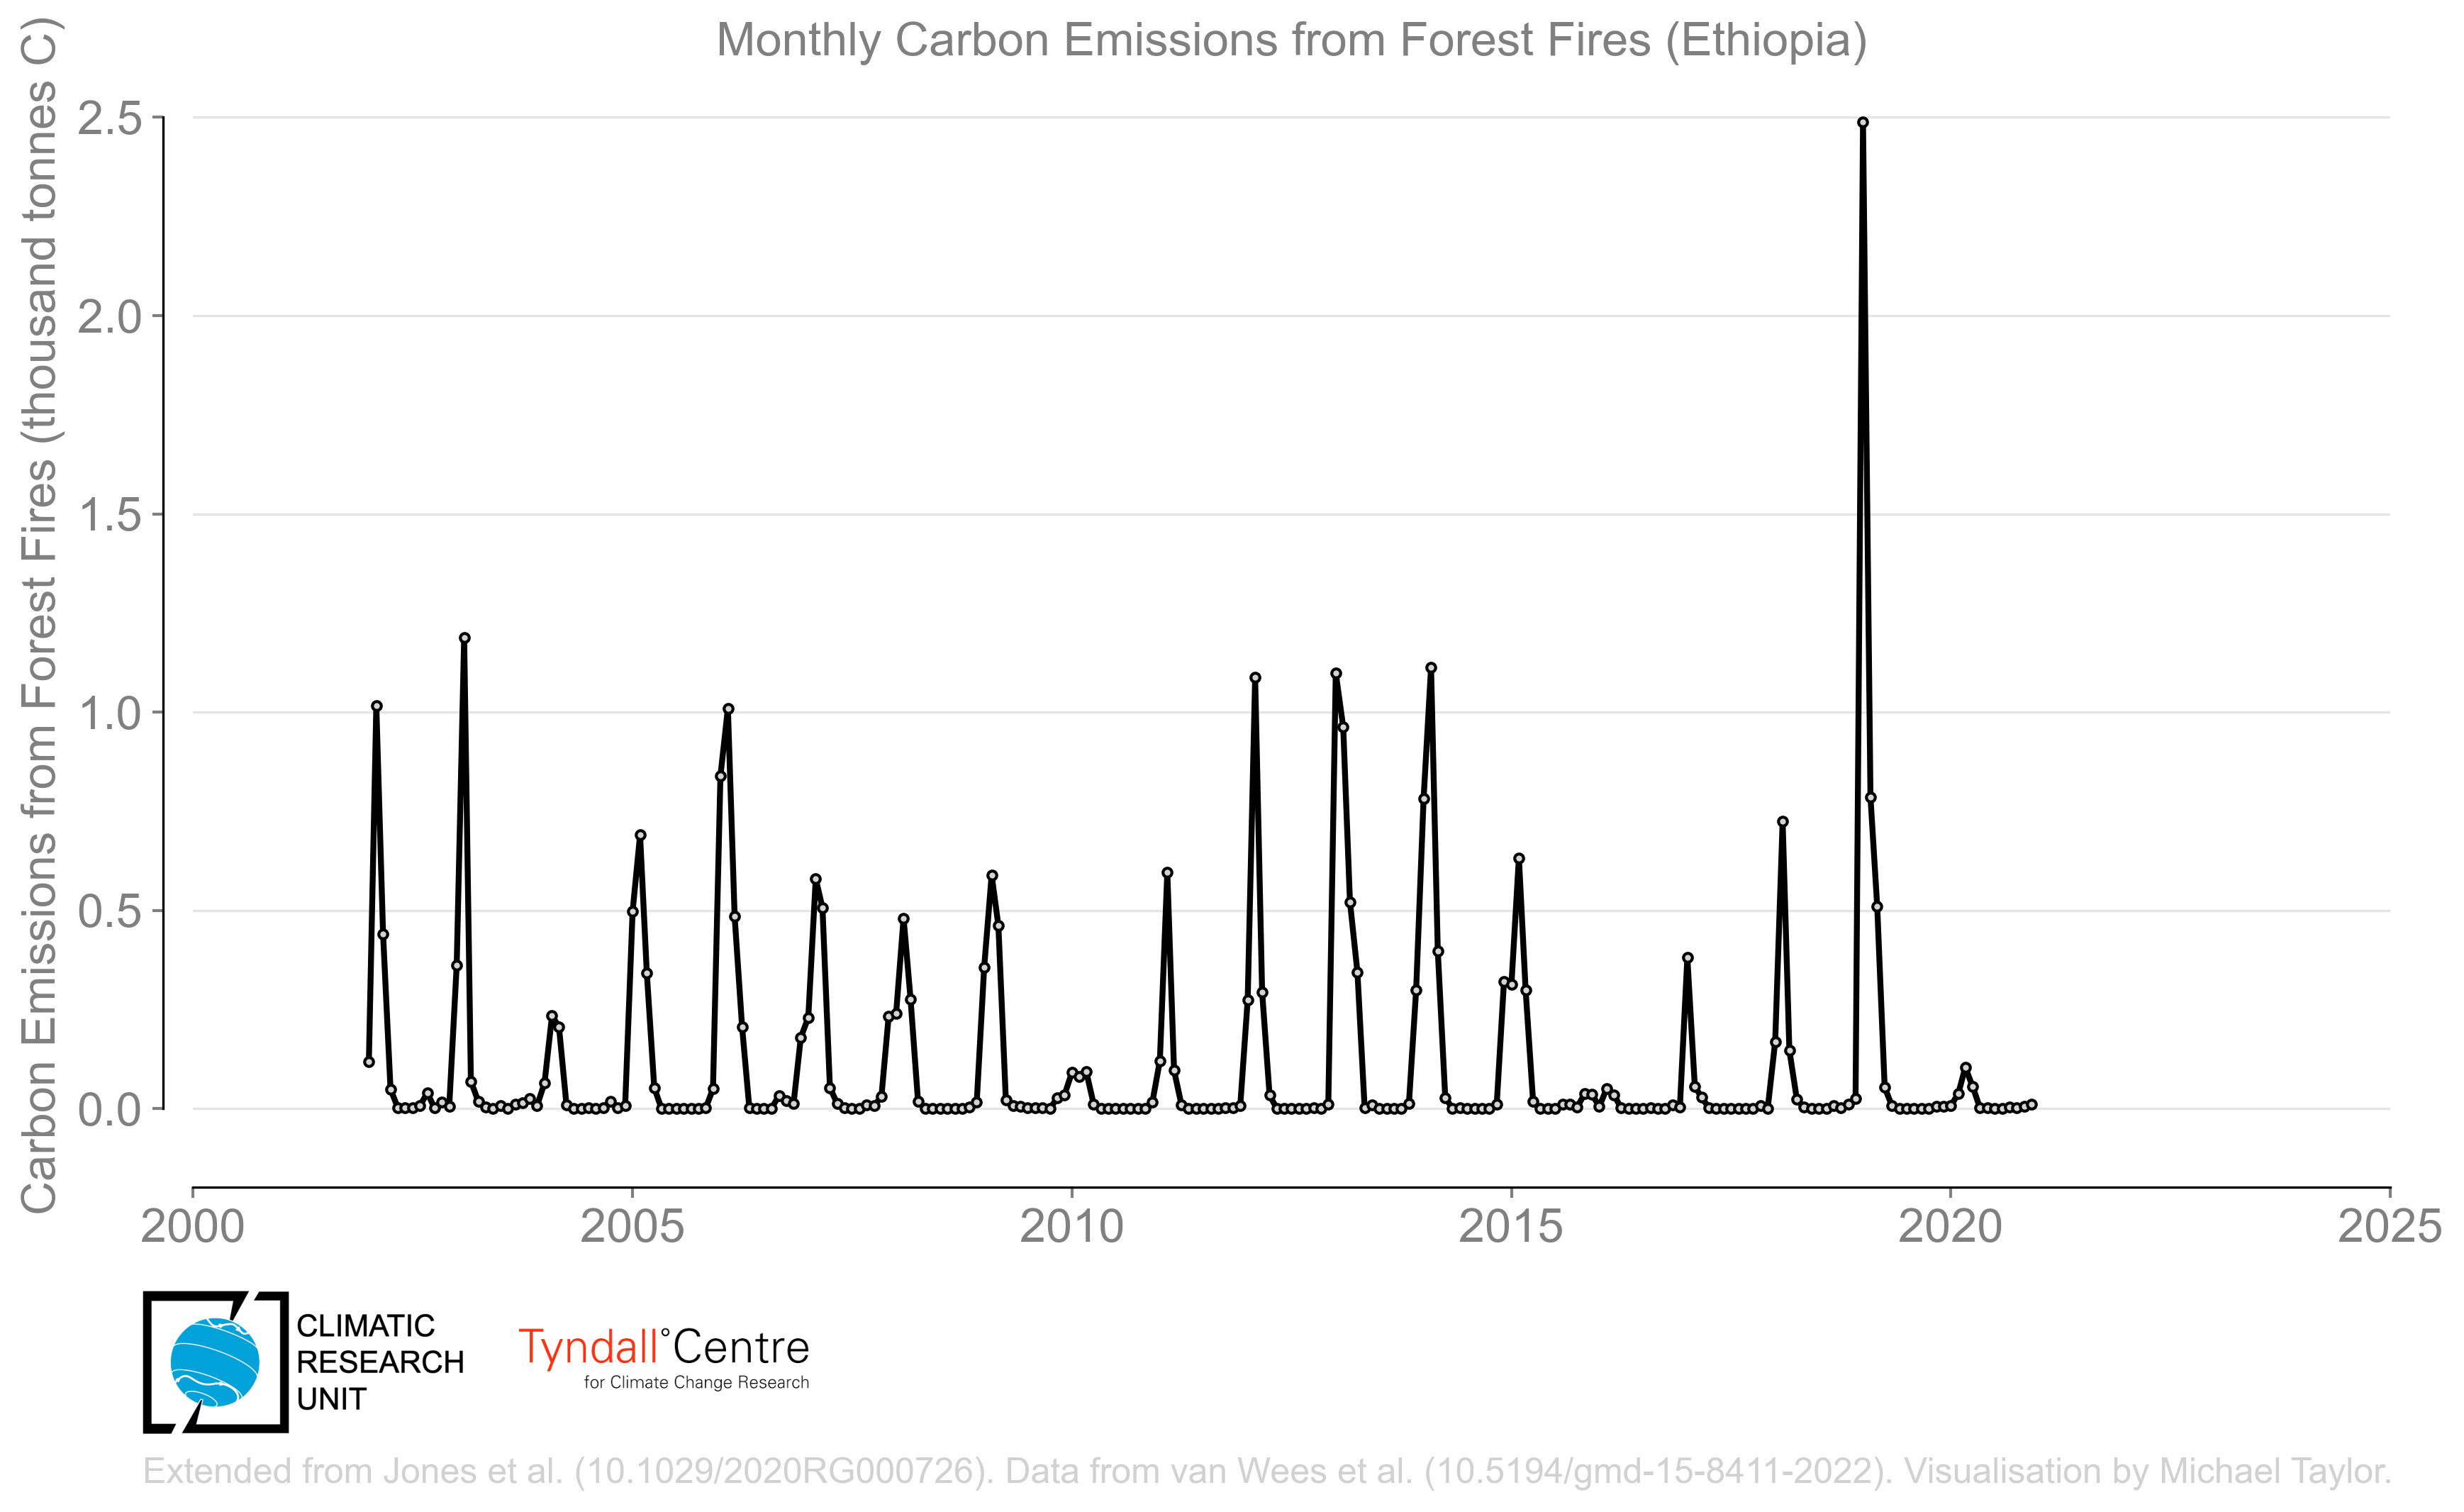 Monthly Carbon Emissions from Forest Fires (Ethiopia)
Carbon Emissions from Forest Fires (thousand tonnes C)
2.5
2.0
1.5
1.0
0.5
0.0
2000 2005 2010 2015 2020 2025
CLIMATIC
RESEARCH
UNIT
Tyndall°Centre
for Climate Change Research
Extended from Jones et al. (10.1029/2020RG000726). Data from van Wees et al. (10.5194/gmd-15-8411-2022). Visualisation by Michael Taylor.